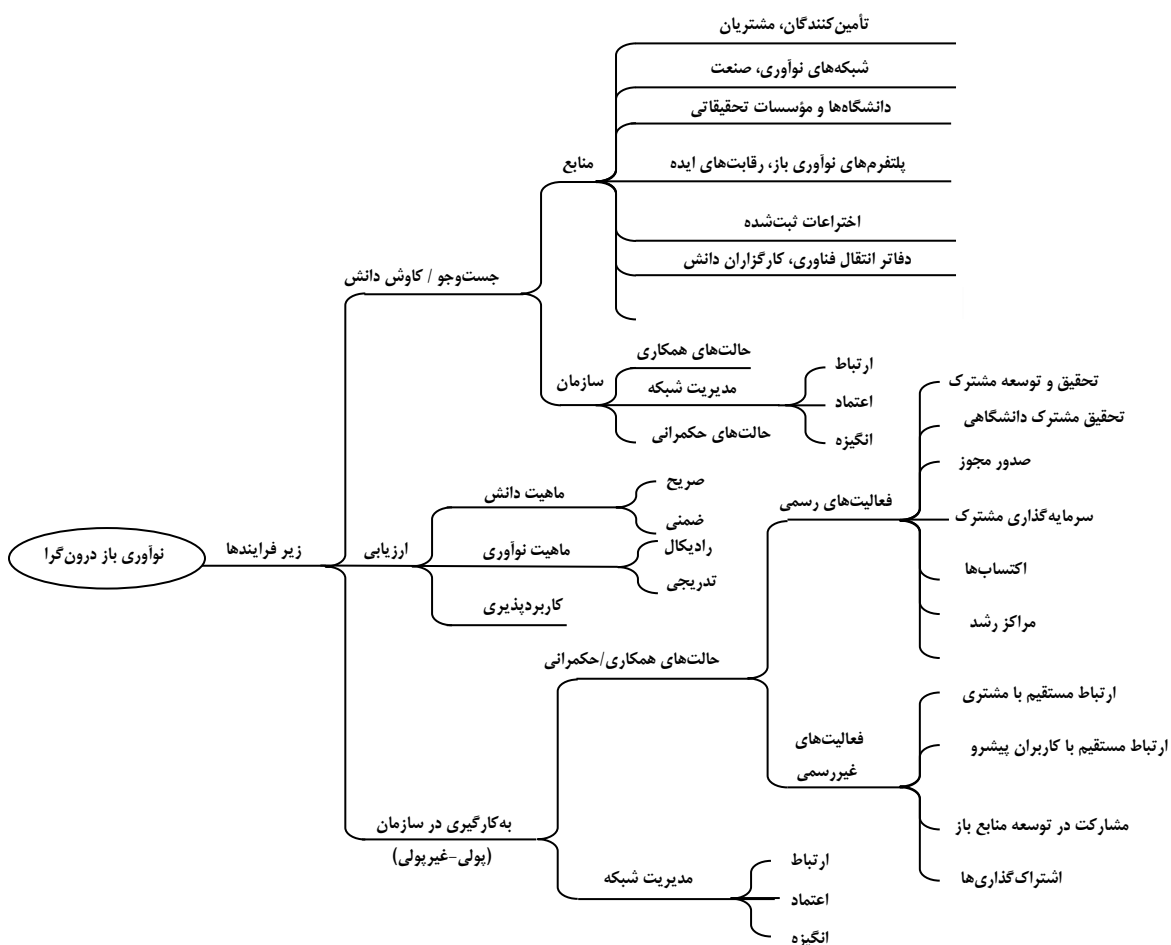 نوآوری باز درون‌گرا
زیر فرایندها
جست‌وجو / کاوش دانش
منابع
تأمین‌کنندگان، مشتریان
شبکه‌های نوآوری، صنعت
دانشگاه‌ها و مؤسسات تحقیقاتی
پلتفرم‌های نوآوری باز، رقابت‌های ایده
اختراعات ثبت‌شده
دفاتر انتقال فناوری، کارگزاران دانش
سازمان
حالت‌های همکاری
مدیریت شبکه
ارتباط
اعتماد
انگیزه
حالت‌های حکمرانی
ارزیابی
ماهیت دانش
صریح
ضمنی
ماهیت نوآوری
رادیکال
تدریجی
کاربردپذیری
به‌کارگیری در سازمان
(پولی-غیرپولی)
حالت‌های همکاری/حکمرانی
فعالیت‌های رسمی
تحقیق و توسعه مشترک
تحقیق مشترک دانشگاهی
صدور مجوز
سرمایه‌گذاری مشترک
اکتساب‌ها
مراکز رشد
فعالیت‌های
غیررسمی
ارتباط مستقیم با مشتری
ارتباط مستقیم با کاربران پیشرو
مشارکت در توسعه منابع باز
اشتراک‌گذاری‌ها
مدیریت شبکه
ارتباط
اعتماد
انگیزه